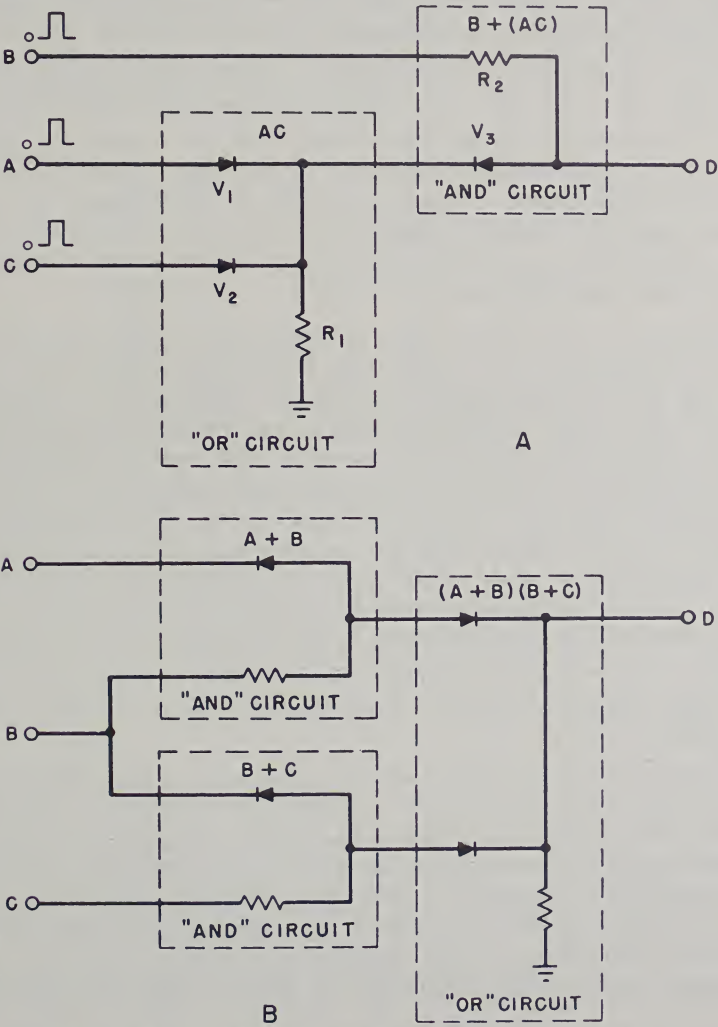 B
B + (AC)
R2
AC
A
V1
V3
D
"AND" CIRCUIT
C
V2
R1
"OR" CIRCUIT
A
A
A + B
(A+B)(B+C)
D
"AND" CIRCUIT
B
B + C
C
"AND" CIRCUIT
"OR" CIRCUIT
B